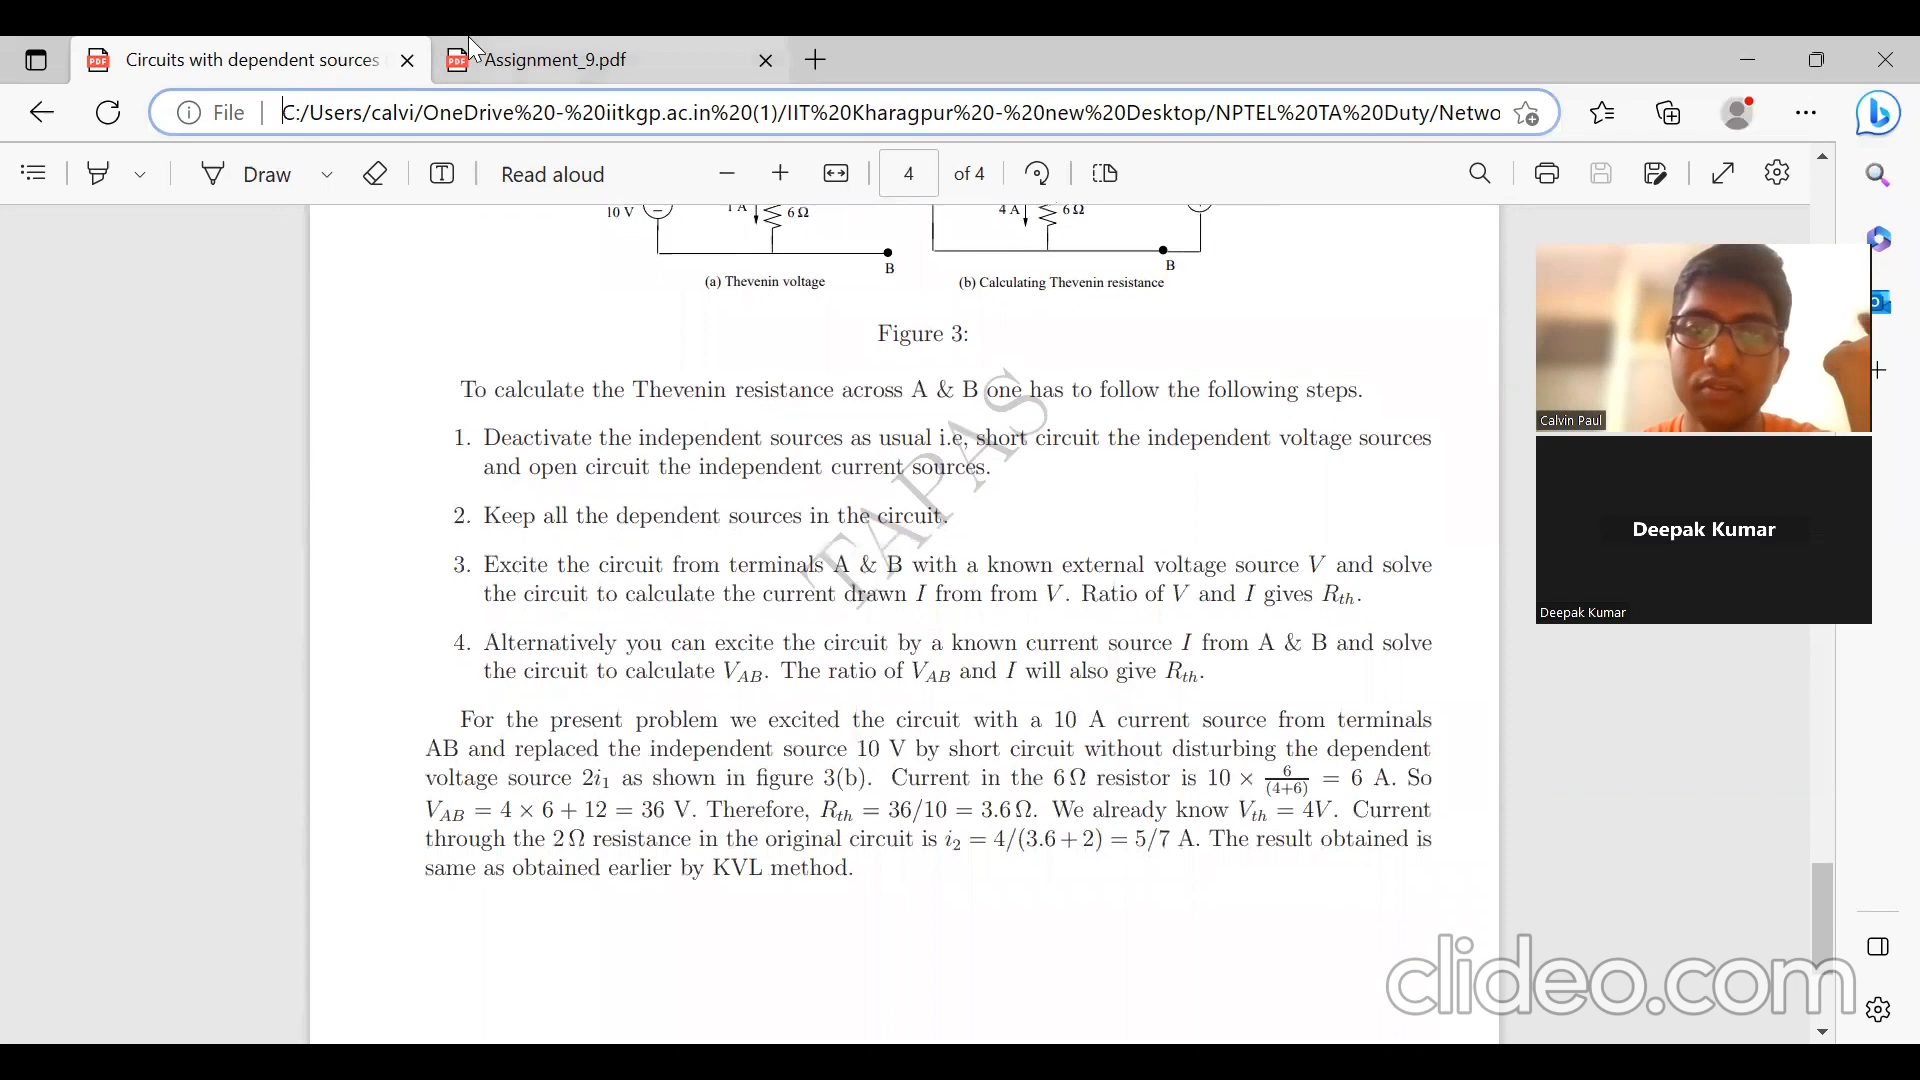 Circuits with dependent sources
Assignment_9.pdf
File
C:/Users/calvi/OneDrive%20-%20iitkgp.ac.in%20(1)/IIT%20Kharagpur%20-%20new%20Desktop/NPTEL%20TA%20Duty/Netwo
Draw
Read aloud
4 of 4
10 V
1 A
6 Ω
4 A
6 Ω
B
B
(a) Thevenin voltage
(b) Calculating Thevenin resistance
Figure 3:
To calculate the Thevenin resistance across A & B one has to follow the following steps.
1. Deactivate the independent sources as usual i.e, short circuit the independent voltage sources
and open circuit the independent current sources.
2. Keep all the dependent sources in the circuit.
3. Excite the circuit from terminals A & B with a known external voltage source V and solve
the circuit to calculate the current drawn I from from V. Ratio of V and I gives R_th.
4. Alternatively you can excite the circuit by a known current source I from A & B and solve
the circuit to calculate V_AB. The ratio of V_AB and I will also give R_th.
For the present problem we excited the circuit with a 10 A current source from terminals
AB and replaced the independent source 10 V by short circuit without disturbing the dependent
voltage source 2i₁ as shown in figure 3(b). Current in the 6 Ω resistor is 10 × 6/(4+6) = 6 A. So
V_AB = 4 × 6 + 12 = 36 V. Therefore, R_th = 36/10 = 3.6 Ω. We already know V_th = 4V. Current
through the 2 Ω resistance in the original circuit is i₂ = 4/(3.6 + 2) = 5/7 A. The result obtained is
same as obtained earlier by KVL method.
TAPAS
Calvin Paul
Deepak Kumar
Deepak Kumar
clideo.com